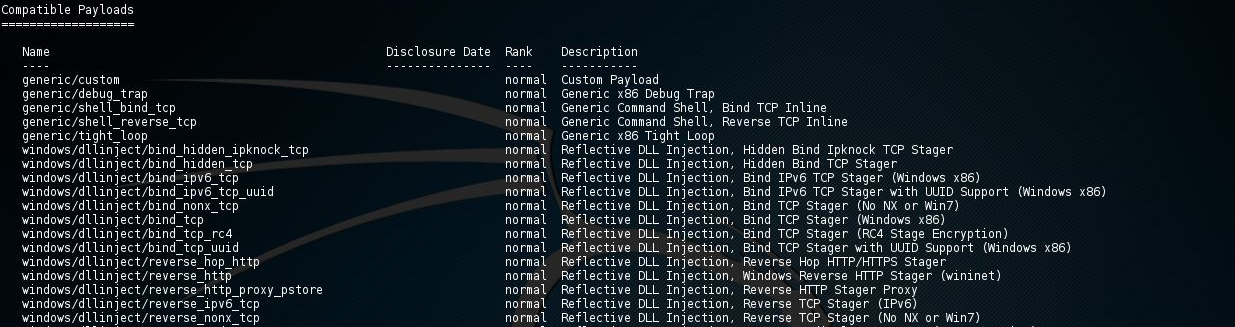 Compatible Payloads
===================
Name Disclosure Date Rank Description
---- --------------- ---- -----------
generic/custom normal Custom Payload
generic/debug_trap normal Generic x86 Debug Trap
generic/shell_bind_tcp normal Generic Command Shell, Bind TCP Inline
generic/shell_reverse_tcp normal Generic Command Shell, Reverse TCP Inline
generic/tight_loop normal Generic x86 Tight Loop
windows/dllinject/bind_hidden_ipknock_tcp normal Reflective DLL Injection, Hidden Bind Ipknock TCP Stager
windows/dllinject/bind_hidden_tcp normal Reflective DLL Injection, Hidden Bind TCP Stager
windows/dllinject/bind_ipv6_tcp normal Reflective DLL Injection, Bind IPv6 TCP Stager (Windows x86)
windows/dllinject/bind_ipv6_tcp_uuid normal Reflective DLL Injection, Bind IPv6 TCP Stager with UUID Support (Windows x86)
windows/dllinject/bind_nonx_tcp normal Reflective DLL Injection, Bind TCP Stager (No NX or Win7)
windows/dllinject/bind_tcp normal Reflective DLL Injection, Bind TCP Stager (Windows x86)
windows/dllinject/bind_tcp_rc4 normal Reflective DLL Injection, Bind TCP Stager (RC4 Stage Encryption)
windows/dllinject/bind_tcp_uuid normal Reflective DLL Injection, Bind TCP Stager with UUID Support (Windows x86)
windows/dllinject/reverse_hop_http normal Reflective DLL Injection, Reverse Hop HTTP/HTTPS Stager
windows/dllinject/reverse_http normal Reflective DLL Injection, Windows Reverse HTTP Stager (wininet)
windows/dllinject/reverse_http_proxy_pstore normal Reflective DLL Injection, Reverse HTTP Stager Proxy
windows/dllinject/reverse_ipv6_tcp normal Reflective DLL Injection, Reverse TCP Stager (IPv6)
windows/dllinject/reverse_nonx_tcp normal Reflective DLL Injection, Reverse TCP Stager (No NX or Win7)